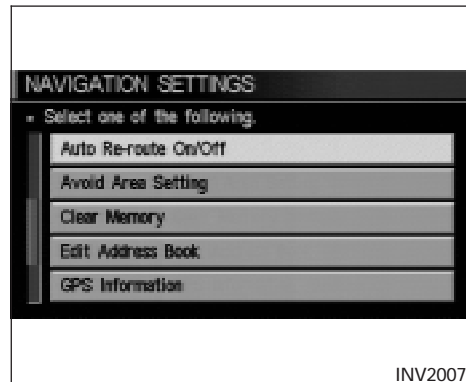 NAVIGATION SETTINGS
Select one of the following.
Auto Re-route On/Off
Avoid Area Setting
Clear Memory
Edit Address Book
GPS Information
INV2007